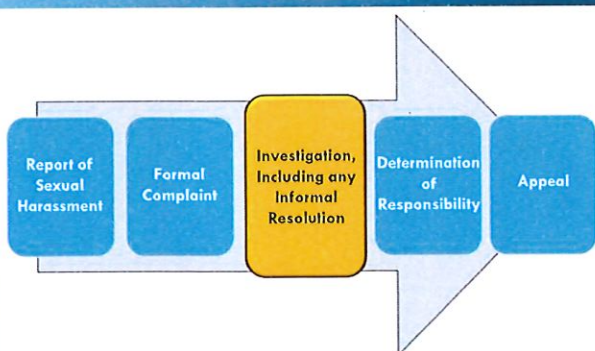 Report of
Sexual
Harassment
Formal
Complaint
Investigation,
Including any
Informal
Resolution
Determination
of
Responsibility
Appeal